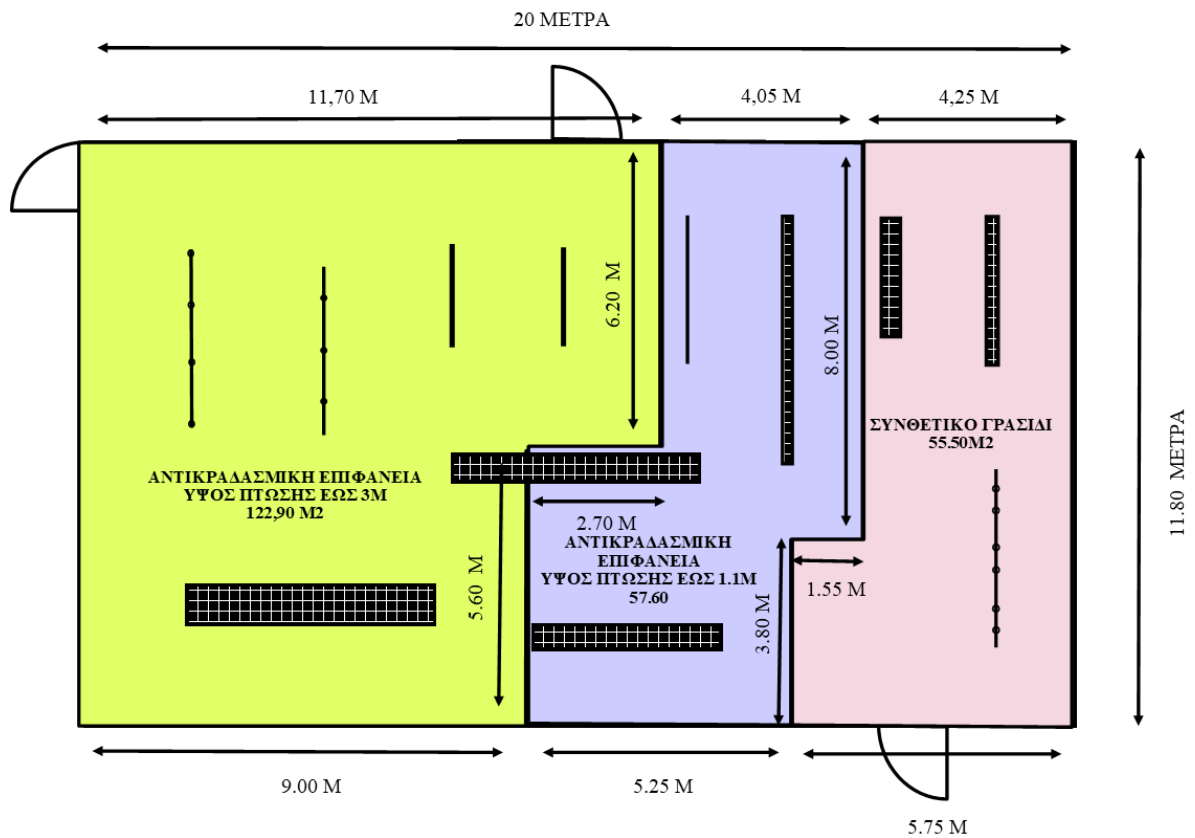 20 ΜΕΤΡΑ
11,70 Μ
4,05 Μ
4,25 Μ
6.20 Μ
8.00 Μ
11.80 ΜΕΤΡΑ
ΣΥΝΘΕΤΙΚΟ ΓΡΑΣΙΔΙ
55.50Μ2
ΑΝΤΙΚΡΑΔΑΣΜΙΚΗ ΕΠΙΦΑΝΕΙΑ
ΥΨΟΣ ΠΤΩΣΗΣ ΕΩΣ 3Μ
122,90 Μ2
2.70 Μ
ΑΝΤΙΚΡΑΔΑΣΜΙΚΗ
ΕΠΙΦΑΝΕΙΑ
ΥΨΟΣ ΠΤΩΣΗΣ ΕΩΣ 1.1Μ
57.60
5.60 Μ
3.80 Μ
1.55 Μ
9.00 Μ
5.25 Μ
5.75 Μ